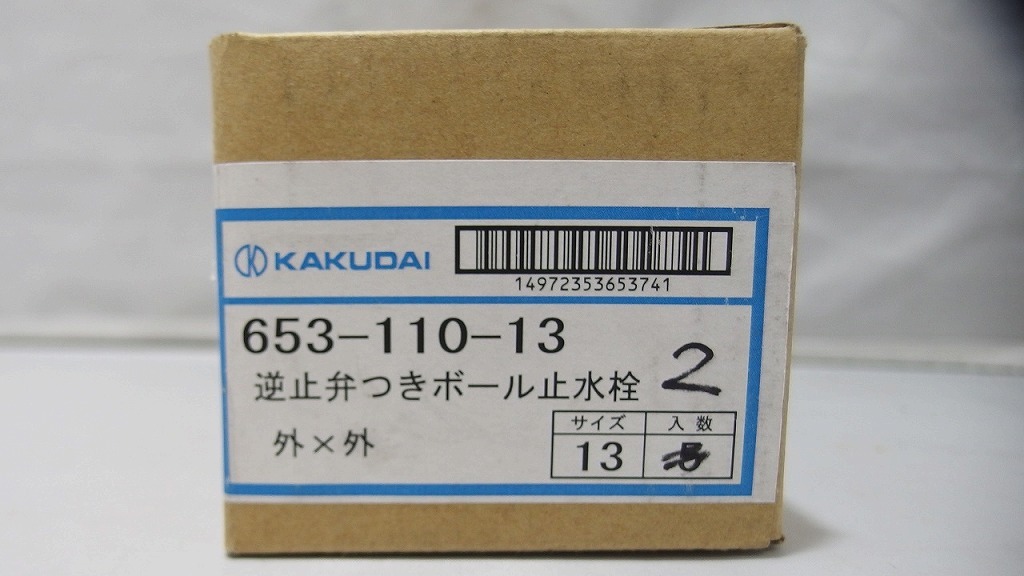 KAKUDAI
14972353653741
653-110-13
逆止弁つきボール止水栓 2
外×外
サイズ 入数
13